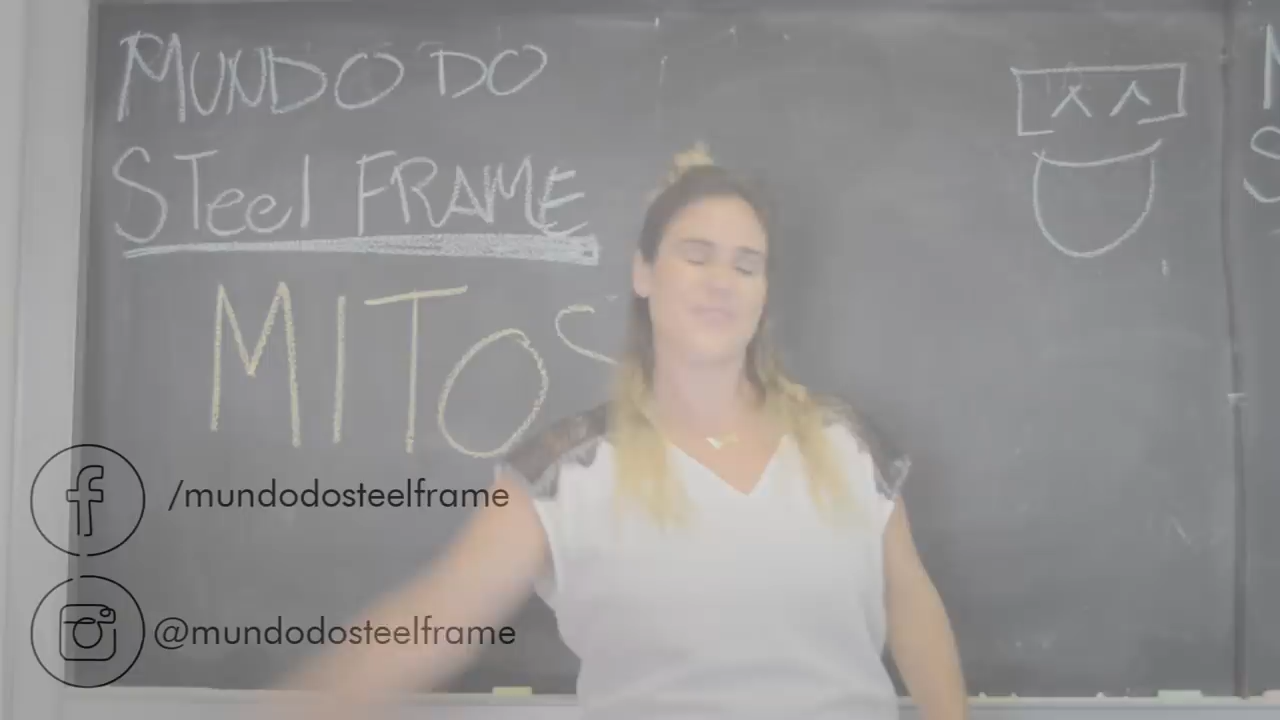 MUNDO DO
STeel FRAME
MITOS
/mundodosteelframe
@mundodosteelframe